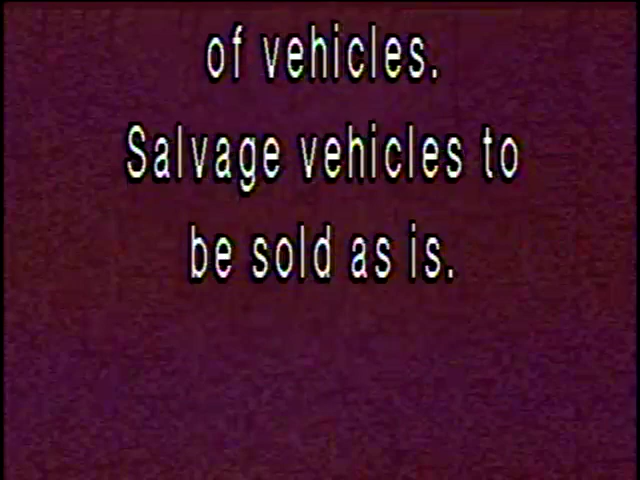 of vehicles.
Salvage vehicles to
be sold as is.